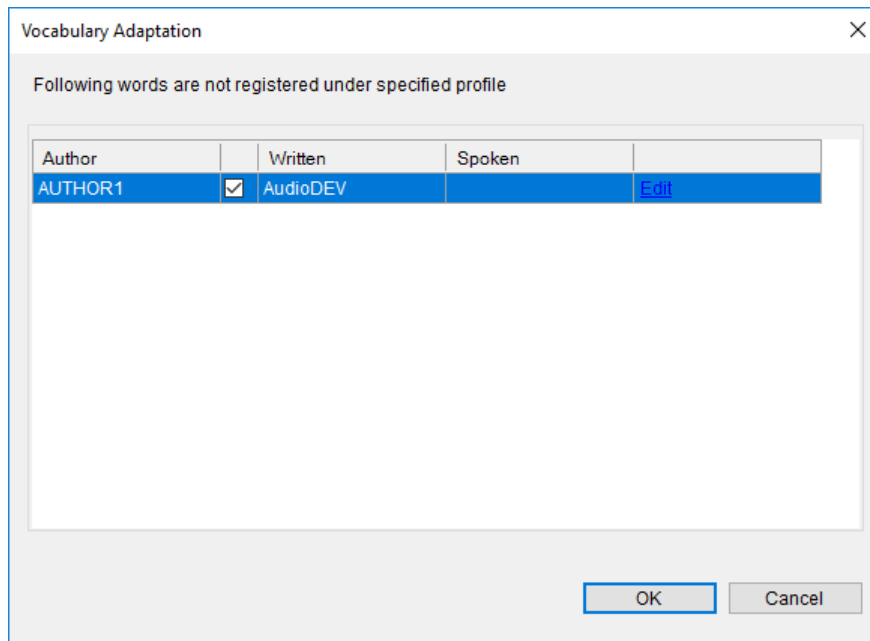 Vocabulary Adaptation
Following words are not registered under specified profile
Author Written Spoken
AUTHOR1 AudioDEV Edit
OK Cancel